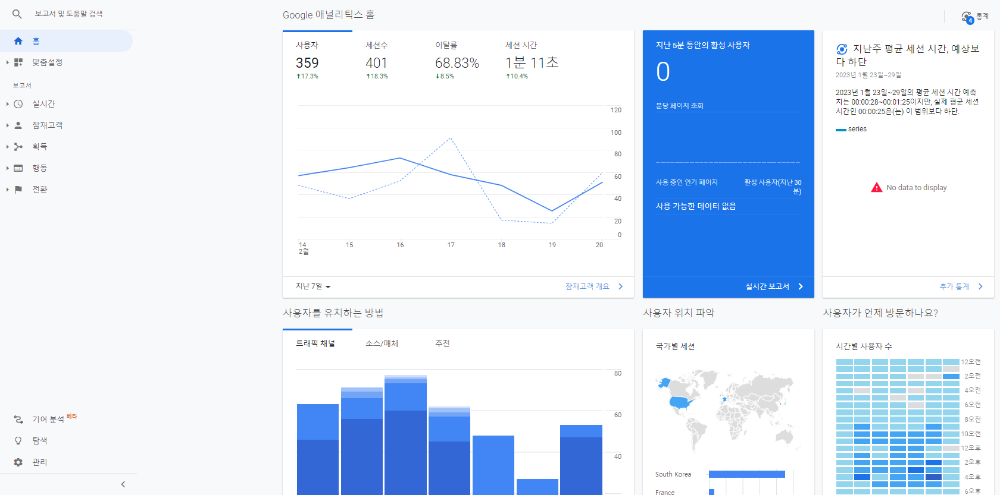 보고서 및 도움말 검색
Google 애널리틱스 홈
4
통계
홈
맞춤설정
보고서
실시간
잠재고객
획득
행동
전환
기여 분석 베타
탐색
관리
사용자
359
17.3%
세션수
401
18.3%
이탈률
68.83%
8.5%
세션 시간
1분 11초
10.4%
120
100
80
60
40
20
0
14
2월
15
16
17
18
19
20
지난 7일
잠재고객 개요
지난 5분 동안의 활성 사용자
0
분당 페이지 조회
사용 중인 인기 페이지
활성 사용자(지난 30
분)
사용 가능한 데이터 없음
실시간 보고서
지난주 평균 세션 시간, 예상보
다 하단
2023년 1월 23일~29일
2023년 1월 23일~29일의 평균 세션 시간 예측
치는 00:00:28~00:01:25이지만, 실제 평균 세션
시간인 00:00:25은(는) 이 범위보다 하단.
series
No data to display
추가 통계
사용자를 유치하는 방법
트래픽 채널
소스/매체
추천
80
60
40
사용자 위치 파악
국가별 세션
South Korea
France
사용자가 언제 방문하나요?
시간별 사용자 수
12오전
2오전
4오전
6오전
8오전
10오전
12오후
2오후
4오후
6오후